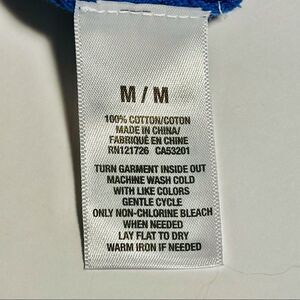 M / M
100% COTTON/COTON
MADE IN CHINA/
FABRIQUÉ EN CHINE
RN121726 CA53201
TURN GARMENT INSIDE OUT
MACHINE WASH COLD
WITH LIKE COLORS
GENTLE CYCLE
ONLY NON-CHLORINE BLEACH
WHEN NEEDED
LAY FLAT TO DRY
WARM IRON IF NEEDED